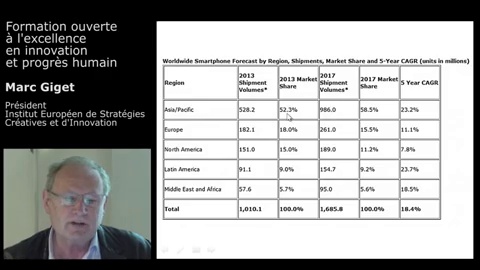 Formation ouverte
à l'excellence
en innovation
et progrès humain
Marc Giget
Président
Institut Européen de Stratégies
Créatives et d'Innovation
Worldwide Smartphone Forecast by Region, Shipments, Market Share and 5-Year CAGR (units in millions)
Region 2013 Shipment Volumes* 2013 Market Share 2017 Shipment Volumes* 2017 Market Share 5 Year CAGR
Asia/Pacific 528.2 52.3% 986.0 58.5% 23.2%
Europe 182.1 18.0% 261.0 15.5% 11.1%
North America 151.0 15.0% 189.0 11.2% 7.8%
Latin America 91.1 9.0% 154.7 9.2% 23.7%
Middle East and Africa 57.6 5.7% 95.0 5.6% 18.5%
Total 1,010.1 100.0% 1,685.8 100.0% 18.4%